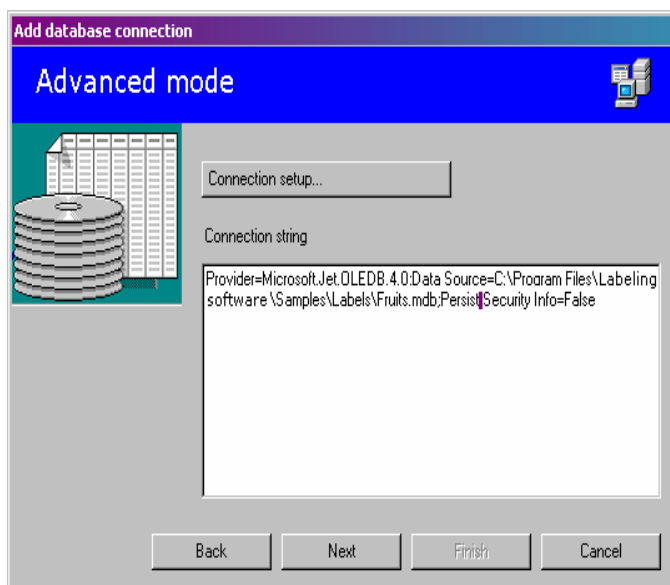 Add database connection
Advanced mode
Connection setup...
Connection string
Provider=Microsoft.Jet.OLEDB.4.0;Data Source=C:\Program Files\Labeling
software\Samples\Labels\Fruits.mdb;Persist Security Info=False
Back Next Finish Cancel